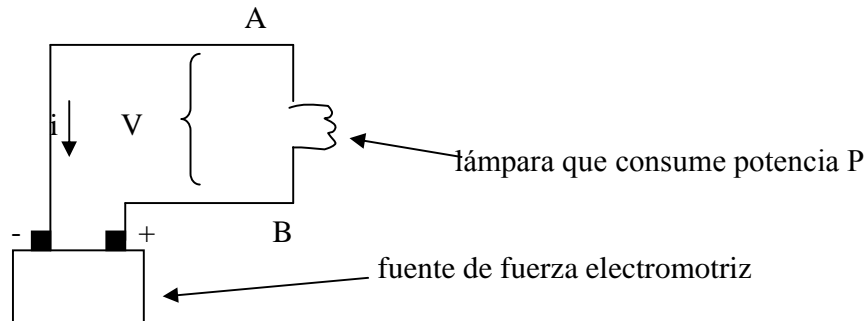 A
i V
lámpara que consume potencia P
- + B
fuente de fuerza electromotriz